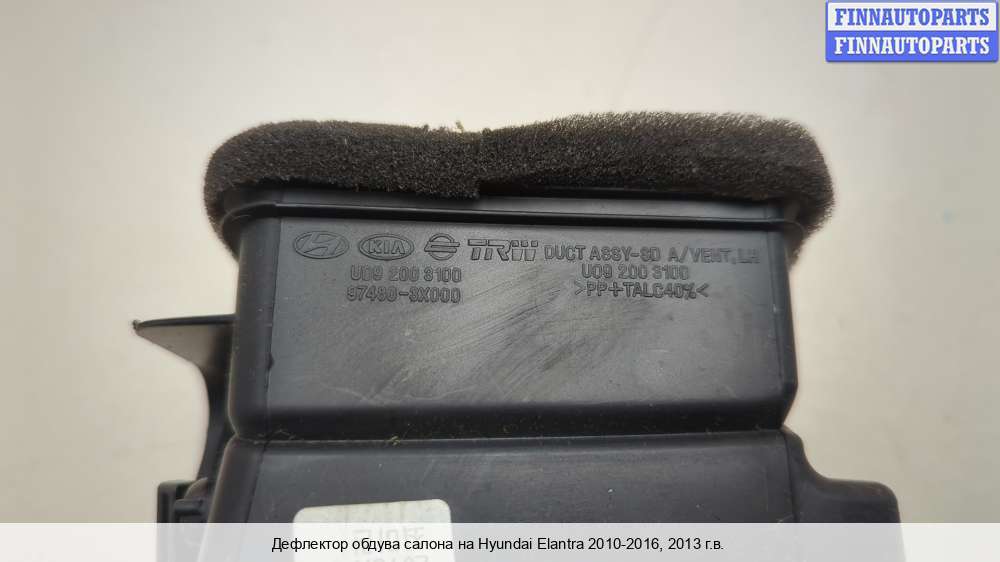 FINNAUTOPARTS
FINNAUTOPARTS
KIA TRW DUCT ASSY-SD A/VENT, LH
U09 200 3100 U09 200 3100
97480-3X000 >PP+TALC40%<
Дефлектор обдува салона на Hyundai Elantra 2010-2016, 2013 г.в.